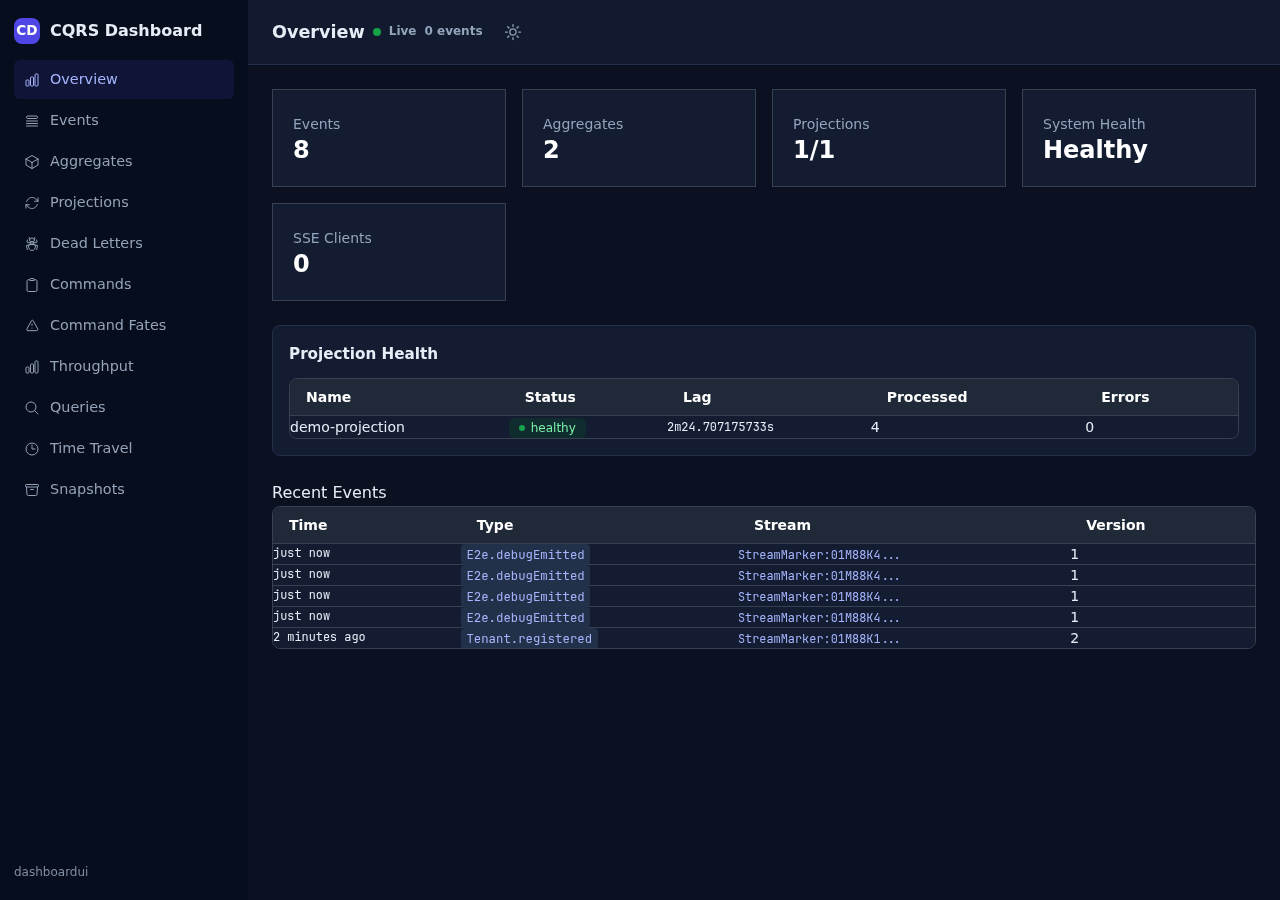 CD CQRS Dashboard
Overview
Events
Aggregates
Projections
Dead Letters
Commands
Command Fates
Throughput
Queries
Time Travel
Snapshots
dashboardui
Overview Live 0 events
Events
8
Aggregates
2
Projections
1/1
System Health
Healthy
SSE Clients
0
Projection Health
Name Status Lag Processed Errors
demo-projection healthy 2m24.707175733s 4 0
Recent Events
Time Type Stream Version
just now E2e.debugEmitted StreamMarker:01M88K4... 1
just now E2e.debugEmitted StreamMarker:01M88K4... 1
just now E2e.debugEmitted StreamMarker:01M88K4... 1
just now E2e.debugEmitted StreamMarker:01M88K4... 1
2 minutes ago Tenant.registered StreamMarker:01M88K1... 2